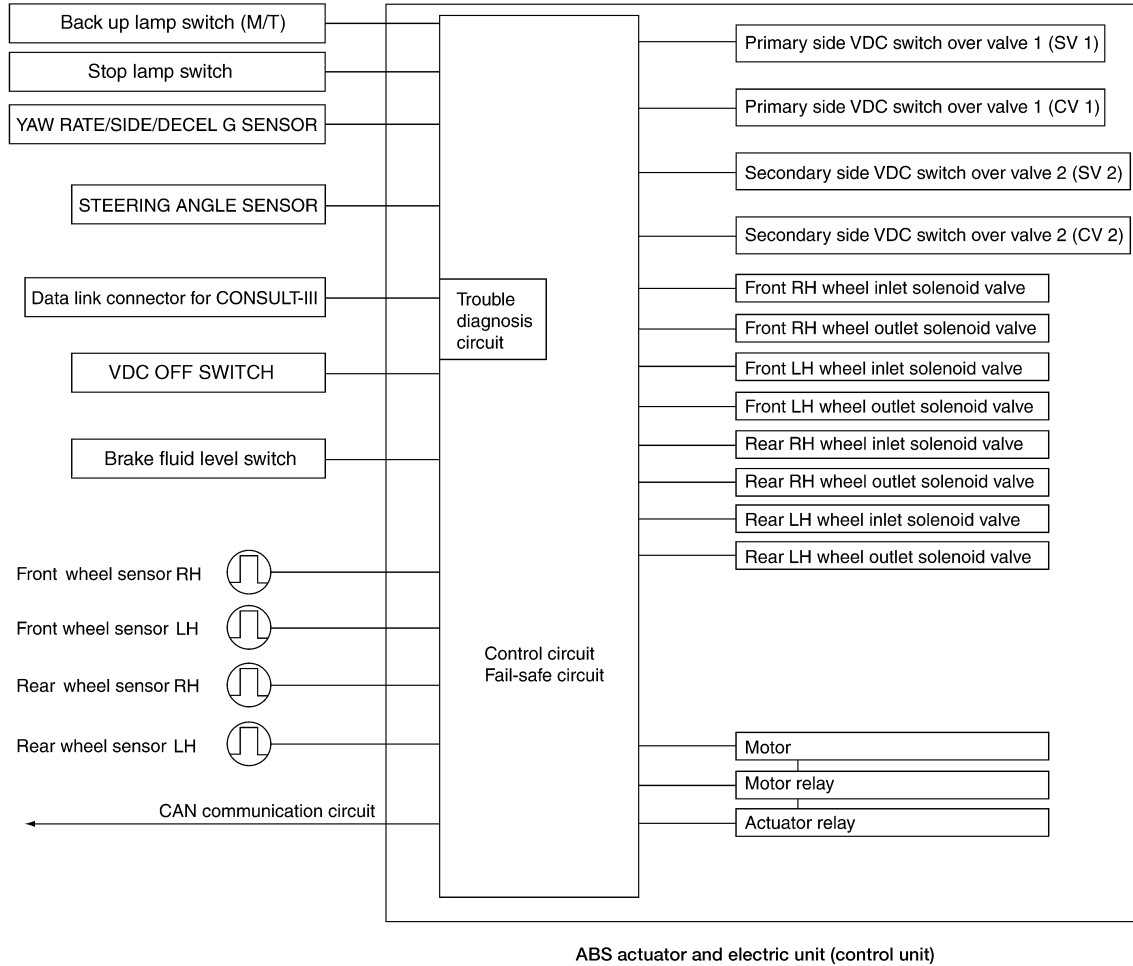 Back up lamp switch (M/T)
Stop lamp switch
YAW RATE/SIDE/DECEL G SENSOR
STEERING ANGLE SENSOR
Data link connector for CONSULT-III
VDC OFF SWITCH
Brake fluid level switch
Front wheel sensor RH
Front wheel sensor LH
Rear wheel sensor RH
Rear wheel sensor LH
CAN communication circuit
Trouble
diagnosis
circuit
Control circuit
Fail-safe circuit
Primary side VDC switch over valve 1 (SV 1)
Primary side VDC switch over valve 1 (CV 1)
Secondary side VDC switch over valve 2 (SV 2)
Secondary side VDC switch over valve 2 (CV 2)
Front RH wheel inlet solenoid valve
Front RH wheel outlet solenoid valve
Front LH wheel inlet solenoid valve
Front LH wheel outlet solenoid valve
Rear RH wheel inlet solenoid valve
Rear RH wheel outlet solenoid valve
Rear LH wheel inlet solenoid valve
Rear LH wheel outlet solenoid valve
Motor
Motor relay
Actuator relay
ABS actuator and electric unit (control unit)